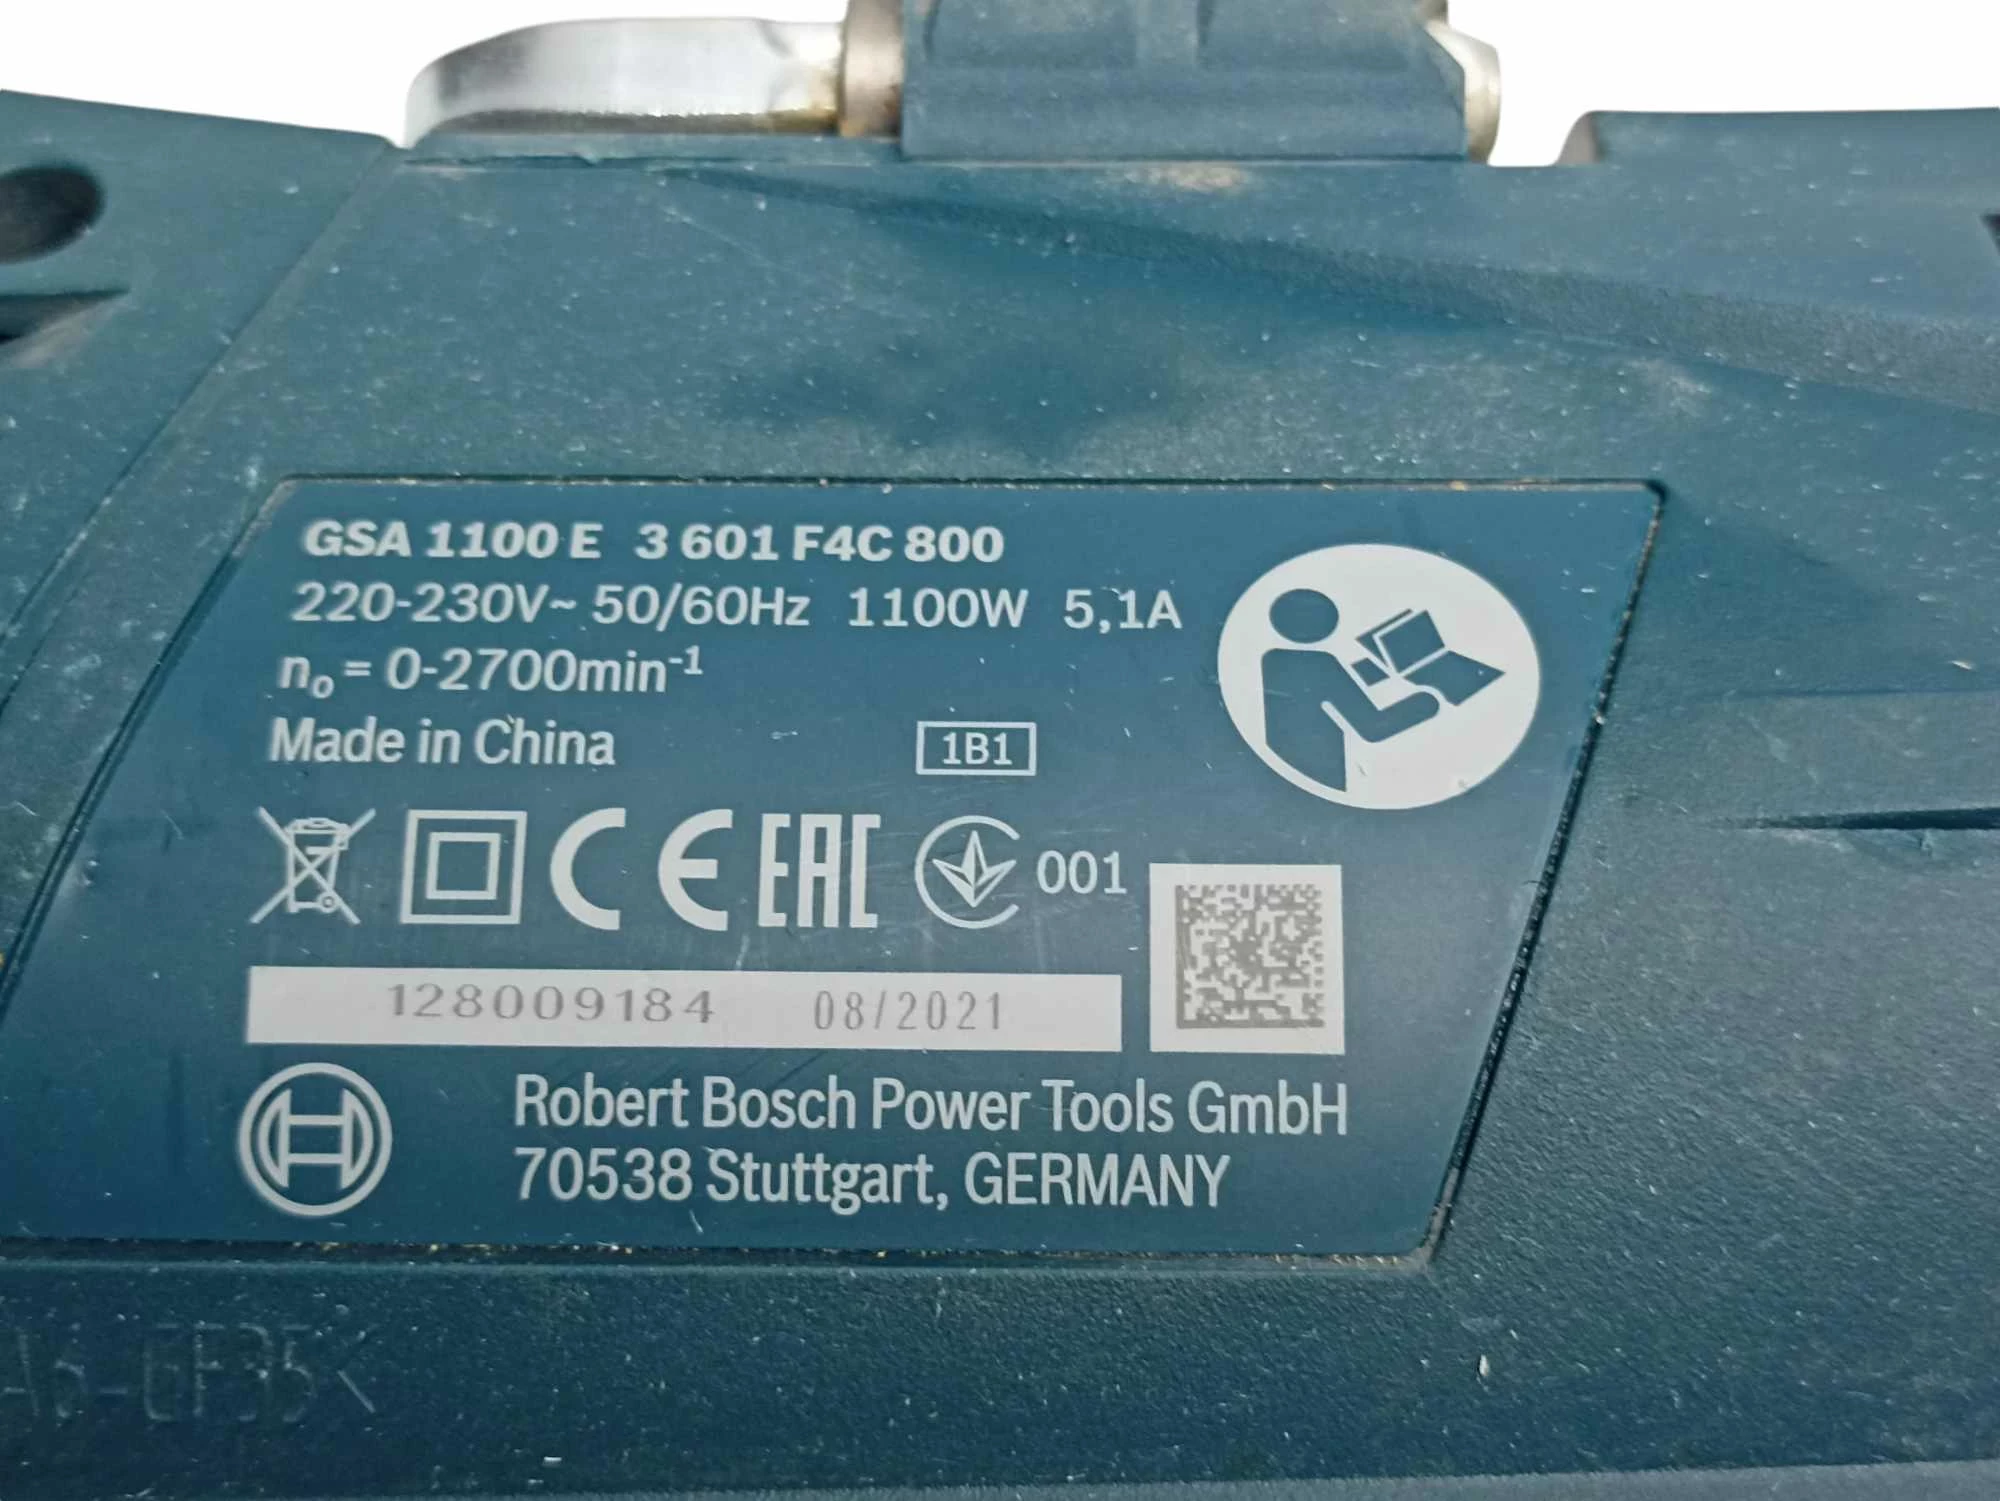 GSA 1100 E 3 601 F4C 800
220-230V~ 50/60Hz 1100W 5,1A
n₀ = 0-2700min⁻¹
Made in China
1B1
CE EAC 001
128009184 08/2021
Robert Bosch Power Tools GmbH
70538 Stuttgart, GERMANY
GF35<